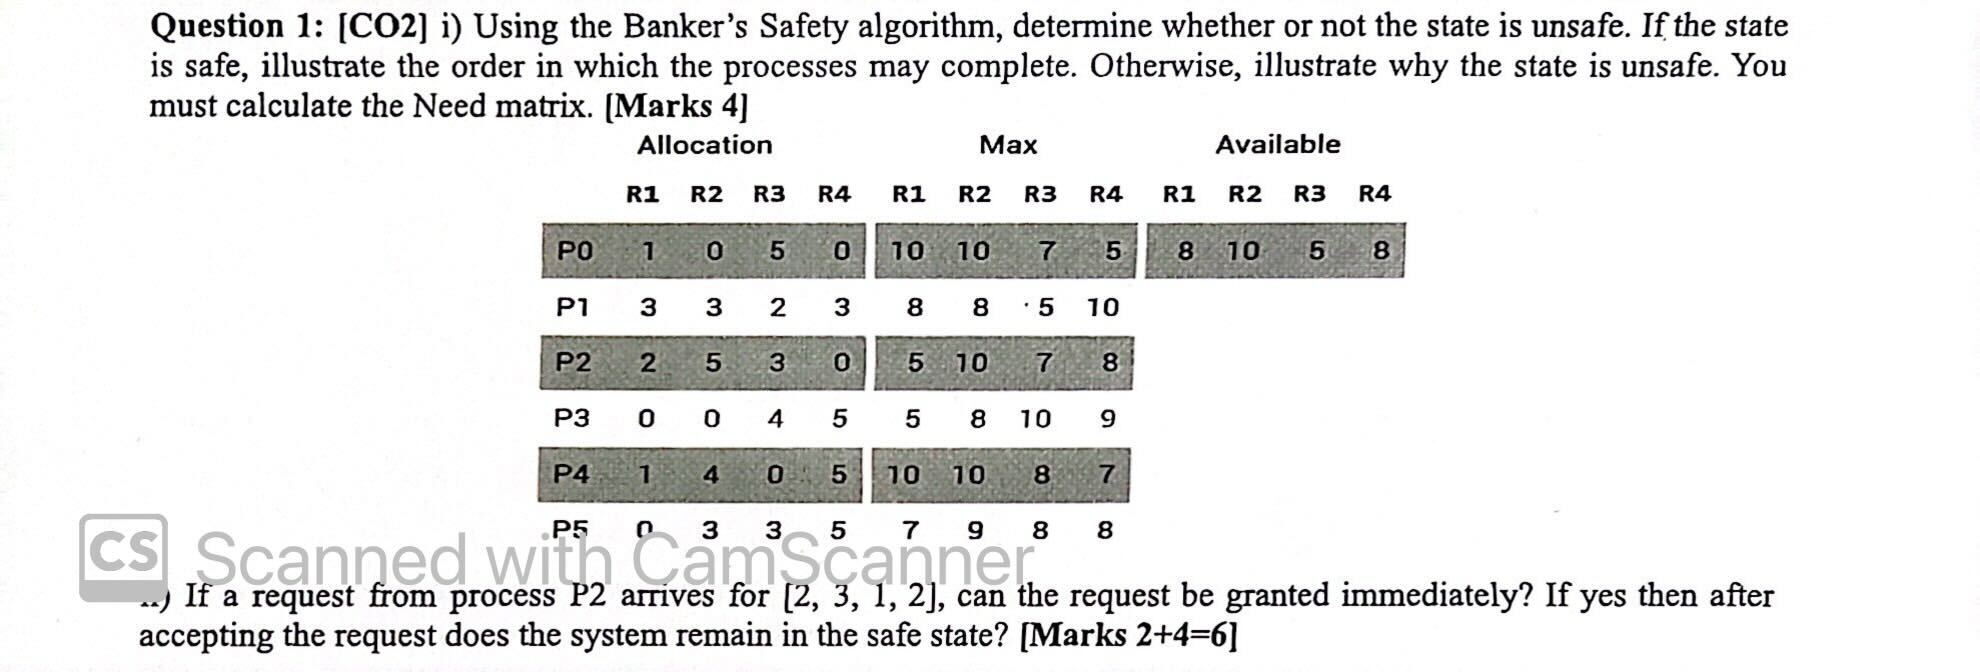 Question 1: [CO2] i) Using the Banker's Safety algorithm, determine whether or not the state is unsafe. If the state
is safe, illustrate the order in which the processes may complete. Otherwise, illustrate why the state is unsafe. You
must calculate the Need matrix. [Marks 4]
Allocation Max Available
R1 R2 R3 R4 R1 R2 R3 R4 R1 R2 R3 R4
P0 1 0 5 0 10 10 7 5 8 10 5 8
P1 3 3 2 3 8 8 5 10
P2 2 5 3 0 5 10 7 8
P3 0 0 4 5 5 8 10 9
P4 1 4 0 5 10 10 8 7
P5 0 3 3 5 7 9 8 8
CS Scanned with CamScanner
) If a request from process P2 arrives for [2, 3, 1, 2], can the request be granted immediately? If yes then after
accepting the request does the system remain in the safe state? [Marks 2+4=6]